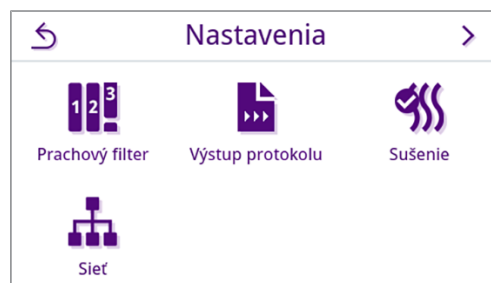 Nastavenia
1 2 3
Prachový filter
Výstup protokolu
Sušenie
Sieť